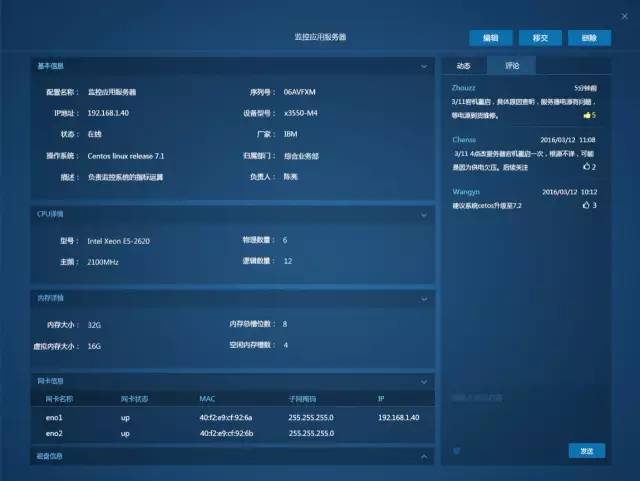 监控应用服务器
编辑 移交 删除
基本信息
配置名称： 监控应用服务器 序列号： 06AVFXM
IP地址： 192.168.1.40 设备型号： x3550-M4
状态： 在线 厂家： IBM
操作系统： Centos linux release 7.1 归属部门： 综合业务部
描述： 负责监控系统的指标运算 负责人： 陈亮
CPU详情
型号： Intel Xeon E5-2620 物理数量： 6
主频： 2100MHz 逻辑数量： 12
内存详情
内存大小： 32G 内存总槽位数： 8
虚拟内存大小： 16G 空闲内存槽数： 4
网卡信息
网卡名称 网卡状态 MAC 子网掩码 IP
eno1 up 40:f2:e9:cf:92:6a 255.255.255.0 192.168.1.40
eno2 up 40:f2:e9:cf:92:6b 255.255.255.0
磁盘信息
动态 评论
Zhouzz 5分钟前
3/11宕机重启，具体原因查明，服务器电源有问题，
等电源到货维修。
5
Chenss 2016/03/12 11:08
3/11 4点改服务器宕机重启一次，根源不详，可能
是因为供电欠压。后续关注
2
Wangyn 2016/03/12 10:12
建议系统cetos升级至7.2
3
发送